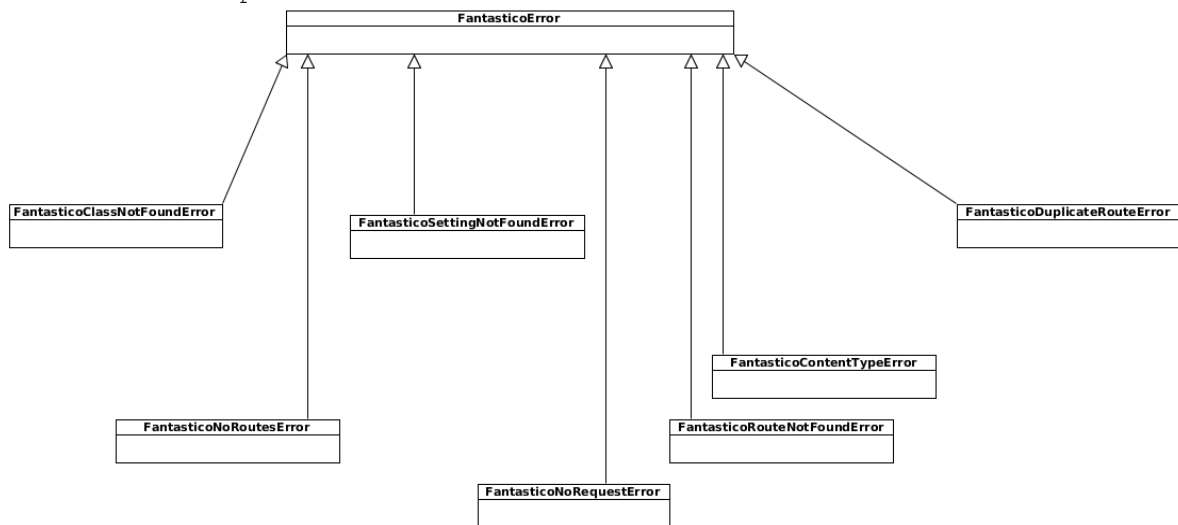 FantasticoError
FantasticoClassNotFoundError
FantasticoDuplicateRouteError
FantasticoSettingNotFoundError
FantasticoContentTypeError
FantasticoNoRoutesError
FantasticoRouteNotFoundError
FantasticoNoRequestError